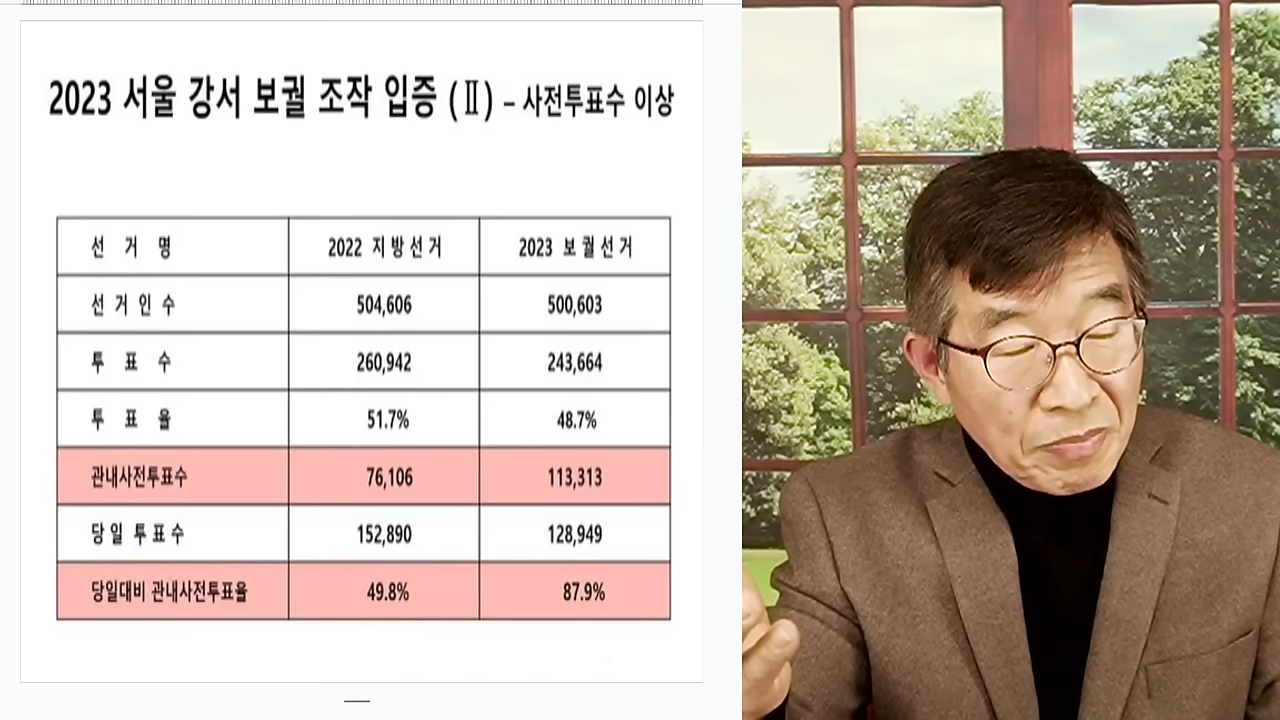 2023 서울 강서 보궐 조작 입증 (Ⅱ) – 사전투표수 이상
선 거 명 2022 지방선거 2023 보궐선거
선 거 인 수 504,606 500,603
투 표 수 260,942 243,664
투 표 율 51.7% 48.7%
관내사전투표수 76,106 113,313
당일 투표수 152,890 128,949
당일대비 관내사전투표율 49.8% 87.9%